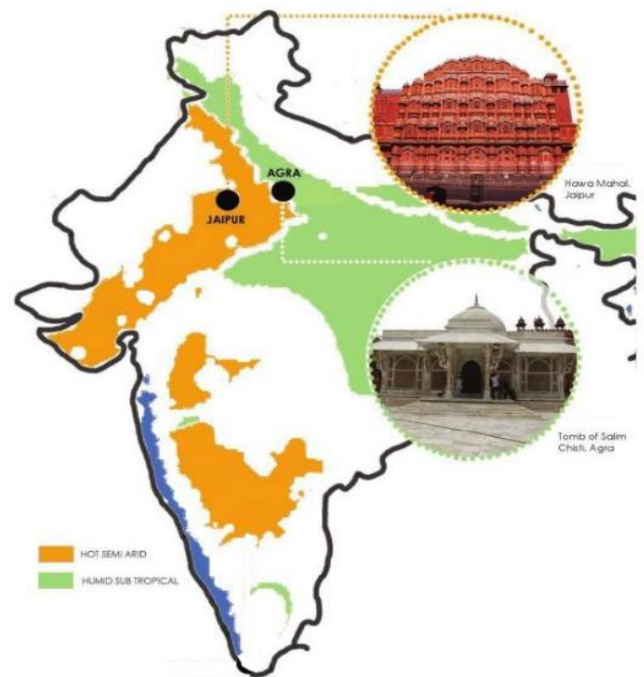 AGRA
JAIPUR
Hawa Mahal,
Jaipur
Tomb of Salim
Chisti, Agra
HOT SEMI ARID
HUMID SUB TROPICAL